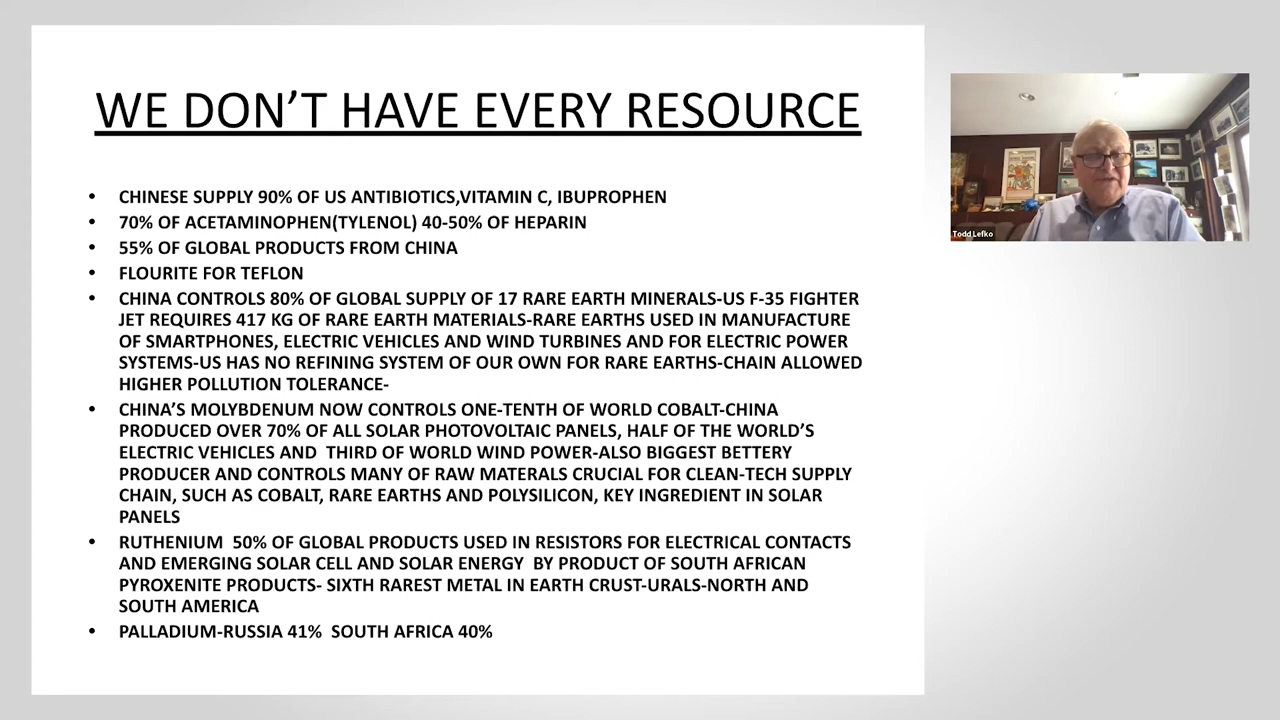 WE DON'T HAVE EVERY RESOURCE
• CHINESE SUPPLY 90% OF US ANTIBIOTICS,VITAMIN C, IBUPROPHEN
• 70% OF ACETAMINOPHEN(TYLENOL) 40-50% OF HEPARIN
• 55% OF GLOBAL PRODUCTS FROM CHINA
• FLOURITE FOR TEFLON
• CHINA CONTROLS 80% OF GLOBAL SUPPLY OF 17 RARE EARTH MINERALS-US F-35 FIGHTER
JET REQUIRES 417 KG OF RARE EARTH MATERIALS-RARE EARTHS USED IN MANUFACTURE
OF SMARTPHONES, ELECTRIC VEHICLES AND WIND TURBINES AND FOR ELECTRIC POWER
SYSTEMS-US HAS NO REFINING SYSTEM OF OUR OWN FOR RARE EARTHS-CHAIN ALLOWED
HIGHER POLLUTION TOLERANCE-
• CHINA'S MOLYBDENUM NOW CONTROLS ONE-TENTH OF WORLD COBALT-CHINA
PRODUCED OVER 70% OF ALL SOLAR PHOTOVOLTAIC PANELS, HALF OF THE WORLD'S
ELECTRIC VEHICLES AND  THIRD OF WORLD WIND POWER-ALSO BIGGEST BETTERY
PRODUCER AND CONTROLS MANY OF RAW MATERALS CRUCIAL FOR CLEAN-TECH SUPPLY
CHAIN, SUCH AS COBALT, RARE EARTHS AND POLYSILICON, KEY INGREDIENT IN SOLAR
PANELS
• RUTHENIUM  50% OF GLOBAL PRODUCTS USED IN RESISTORS FOR ELECTRICAL CONTACTS
AND EMERGING SOLAR CELL AND SOLAR ENERGY  BY PRODUCT OF SOUTH AFRICAN
PYROXENITE PRODUCTS- SIXTH RAREST METAL IN EARTH CRUST-URALS-NORTH AND
SOUTH AMERICA
• PALLADIUM-RUSSIA 41%  SOUTH AFRICA 40%
Todd Lefko